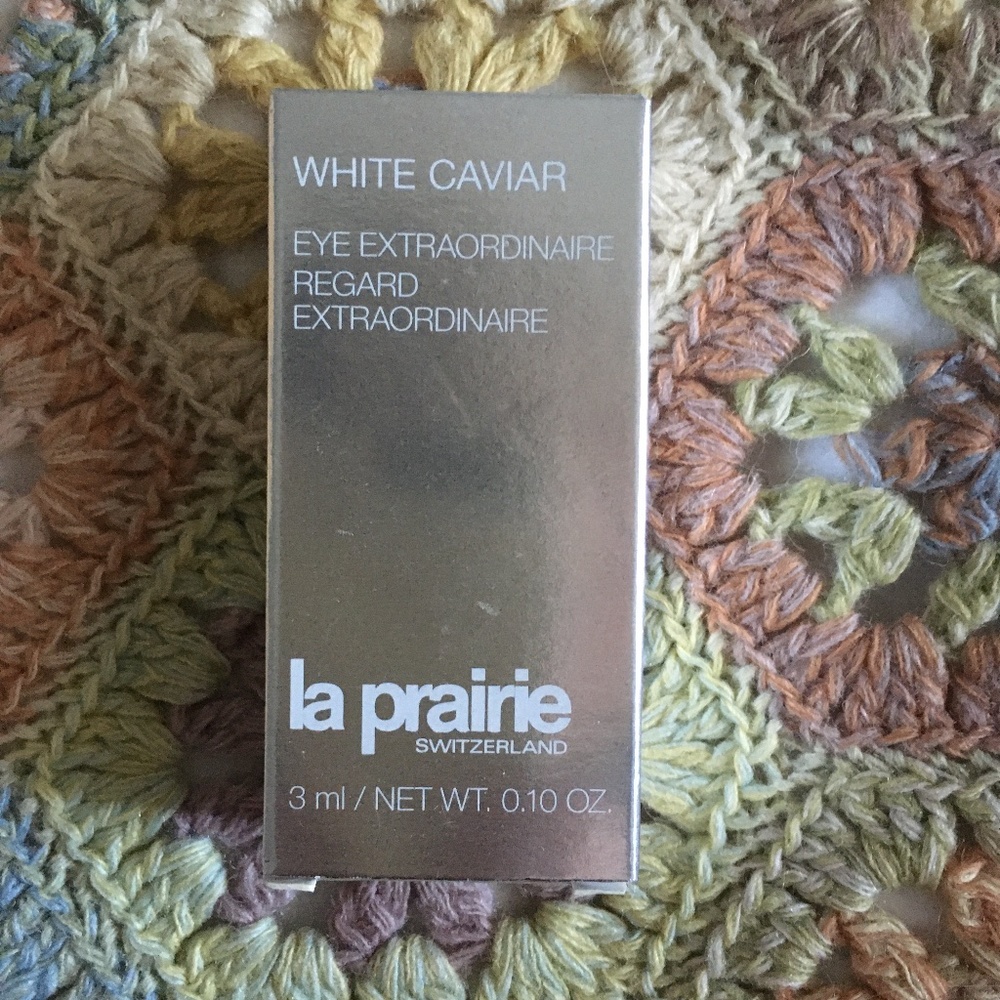 WHITE CAVIAR
EYE EXTRAORDINAIRE
REGARD
EXTRAORDINAIRE
la prairie
SWITZERLAND
3 ml / NET WT. 0.10 OZ.